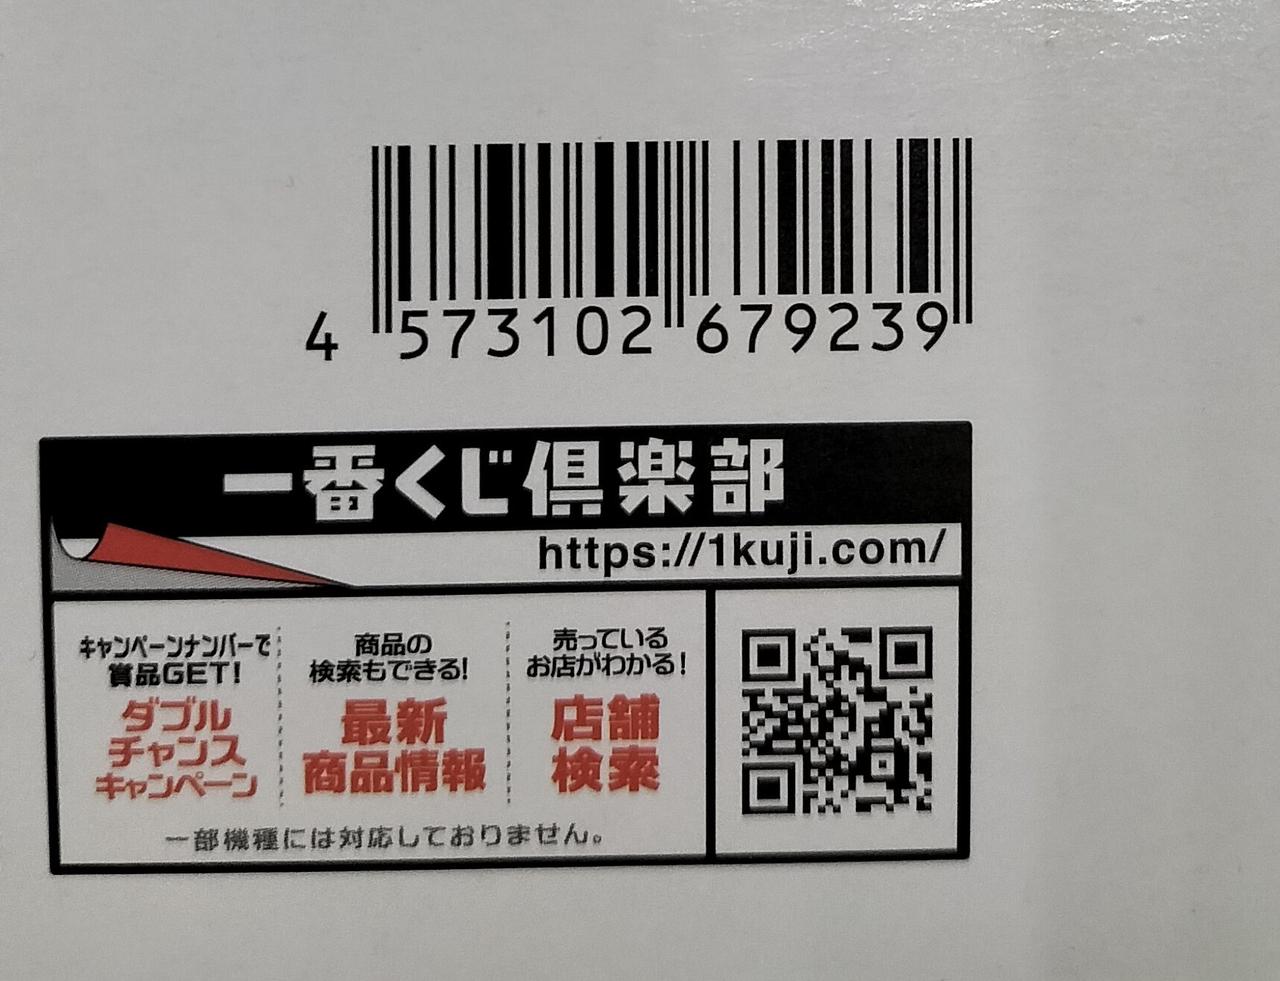 4 573102 679239
一番くじ倶楽部
https://1kuji.com/
キャンペーンナンバーで
賞品GET!
ダブル
チャンス
キャンペーン
商品の
検索もできる!
最新
商品情報
売っている
お店がわかる!
店舗
検索
一部機種には対応しておりません。